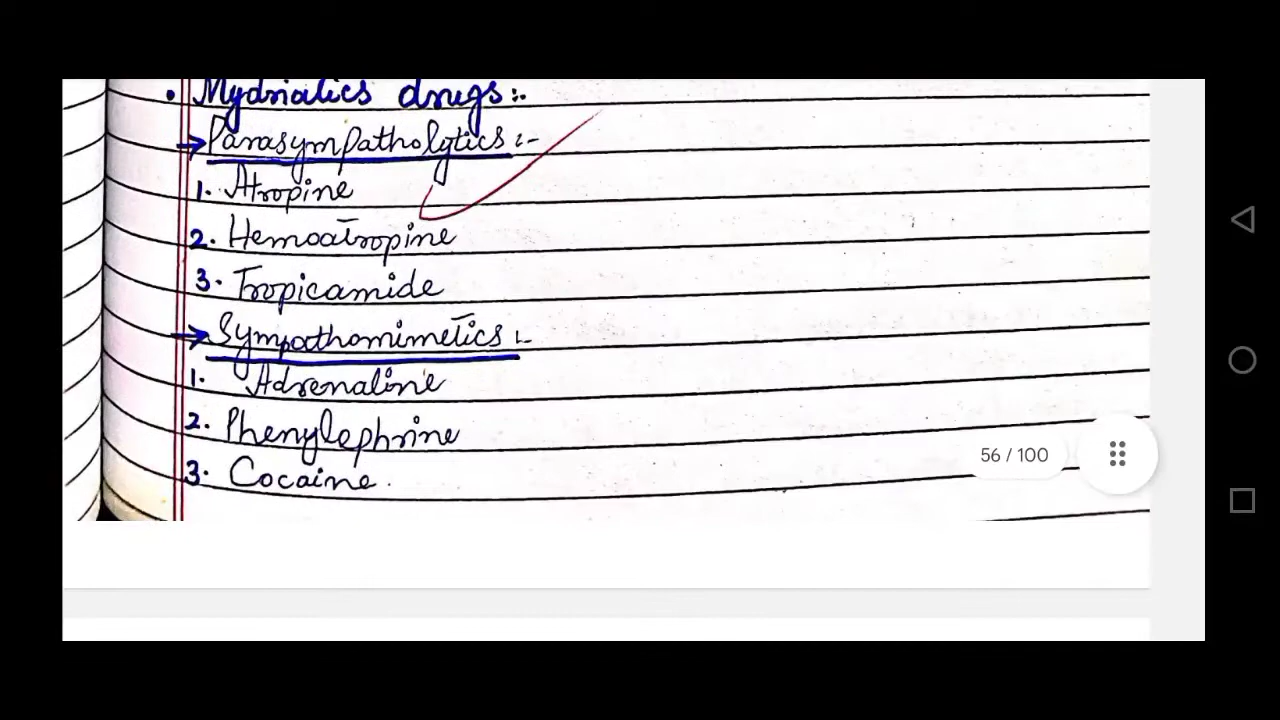 • Mydriatics drugs :-
→ Parasympatholytics :-
1. Atropine
2. Hemoatropine
3. Tropicamide
→ Sympathomimetics :-
1. Adrenaline
2. Phenylephrine
3. Cocaine.
56 / 100